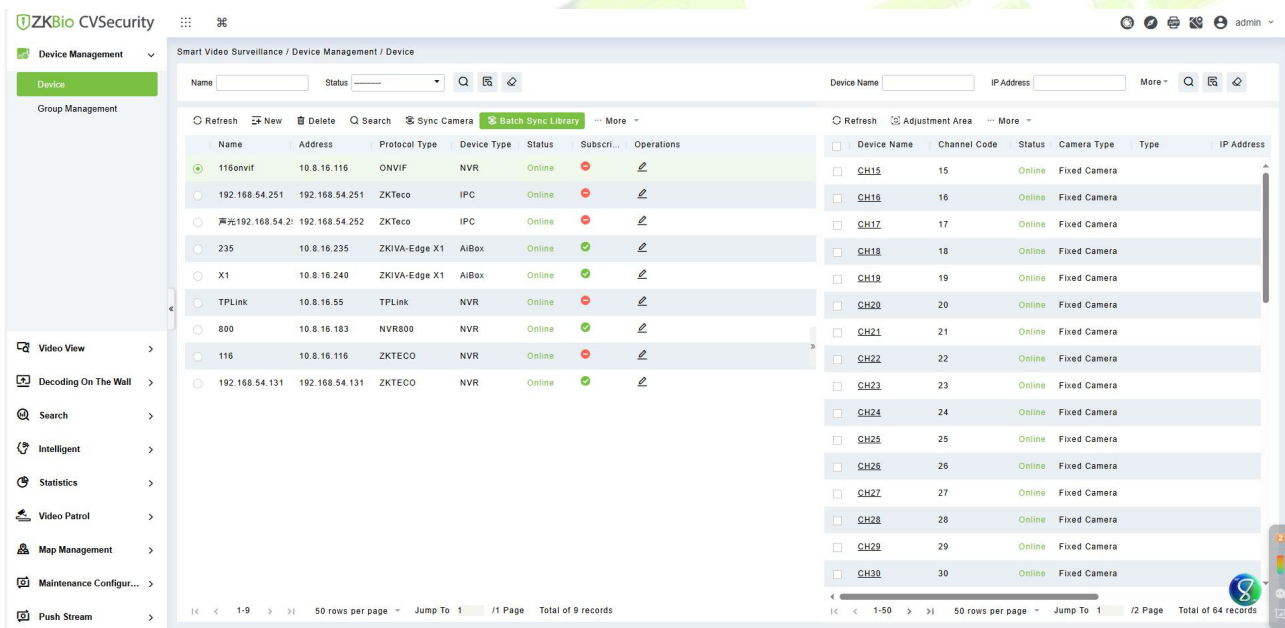 ZKBio CVSecurity
admin
Device Management
Device
Group Management
Video View
Decoding On The Wall
Search
Intelligent
Statistics
Video Patrol
Map Management
Maintenance Configur...
Push Stream
Smart Video Surveillance / Device Management / Device
Name Status ----------
Refresh New Delete Search Sync Camera Batch Sync Library ··· More
Name Address Protocol Type Device Type Status Subscri... Operations
116onvif 10.8.16.116 ONVIF NVR Online
192.168.54.251 192.168.54.251 ZKTeco IPC Online
声光192.168.54.2 192.168.54.252 ZKTeco IPC Online
235 10.8.16.235 ZKIVA-Edge X1 AiBox Online
X1 10.8.16.240 ZKIVA-Edge X1 AiBox Online
TPLink 10.8.16.55 TPLink NVR Online
800 10.8.16.183 NVR800 NVR Online
116 10.8.16.116 ZKTECO NVR Online
192.168.54.131 192.168.54.131 ZKTECO NVR Online
1-9 50 rows per page Jump To 1 /1 Page Total of 9 records
Device Name IP Address More
Refresh Adjustment Area ··· More
Device Name Channel Code Status Camera Type Type IP Address
CH15 15 Online Fixed Camera
CH16 16 Online Fixed Camera
CH17 17 Online Fixed Camera
CH18 18 Online Fixed Camera
CH19 19 Online Fixed Camera
CH20 20 Online Fixed Camera
CH21 21 Online Fixed Camera
CH22 22 Online Fixed Camera
CH23 23 Online Fixed Camera
CH24 24 Online Fixed Camera
CH25 25 Online Fixed Camera
CH26 26 Online Fixed Camera
CH27 27 Online Fixed Camera
CH28 28 Online Fixed Camera
CH29 29 Online Fixed Camera
CH30 30 Online Fixed Camera
1-50 50 rows per page Jump To 1 /2 Page Total of 64 records
2